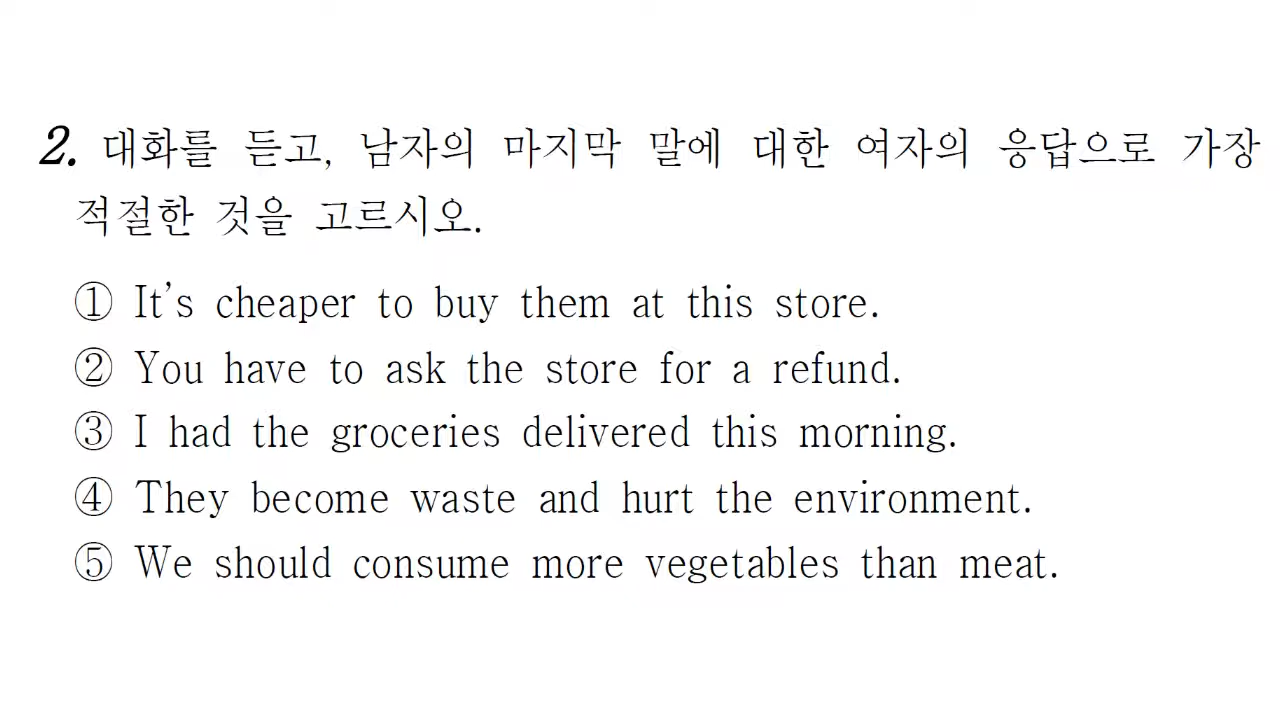 2. 대화를 듣고, 남자의 마지막 말에 대한 여자의 응답으로 가장
적절한 것을 고르시오.
① It's cheaper to buy them at this store.
② You have to ask the store for a refund.
③ I had the groceries delivered this morning.
④ They become waste and hurt the environment.
⑤ We should consume more vegetables than meat.